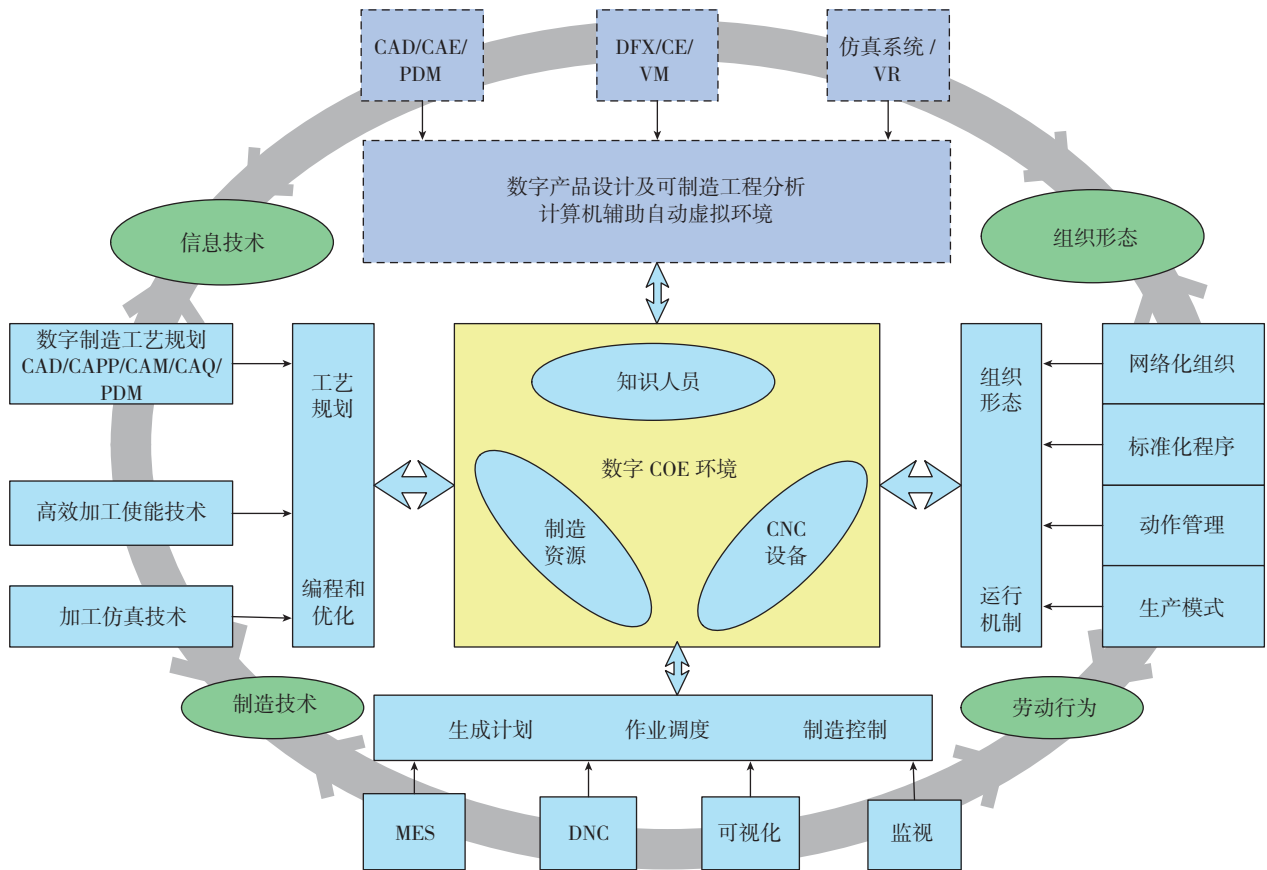 CAD/CAE/
PDM
DFX/CE/
VM
仿真系统 /
VR
数字产品设计及可制造工程分析
计算机辅助自动虚拟环境
信息技术
组织形态
数字制造工艺规划
CAD/CAPP/CAM/CAQ/
PDM
高效加工使能技术
加工仿真技术
工艺
规划
编程和
优化
知识人员
数字 COE 环境
制造
资源
CNC
设备
组织
形态
运行
机制
网络化组织
标准化程序
动作管理
生产模式
制造技术
劳动行为
生成计划
作业调度
制造控制
MES
DNC
可视化
监视